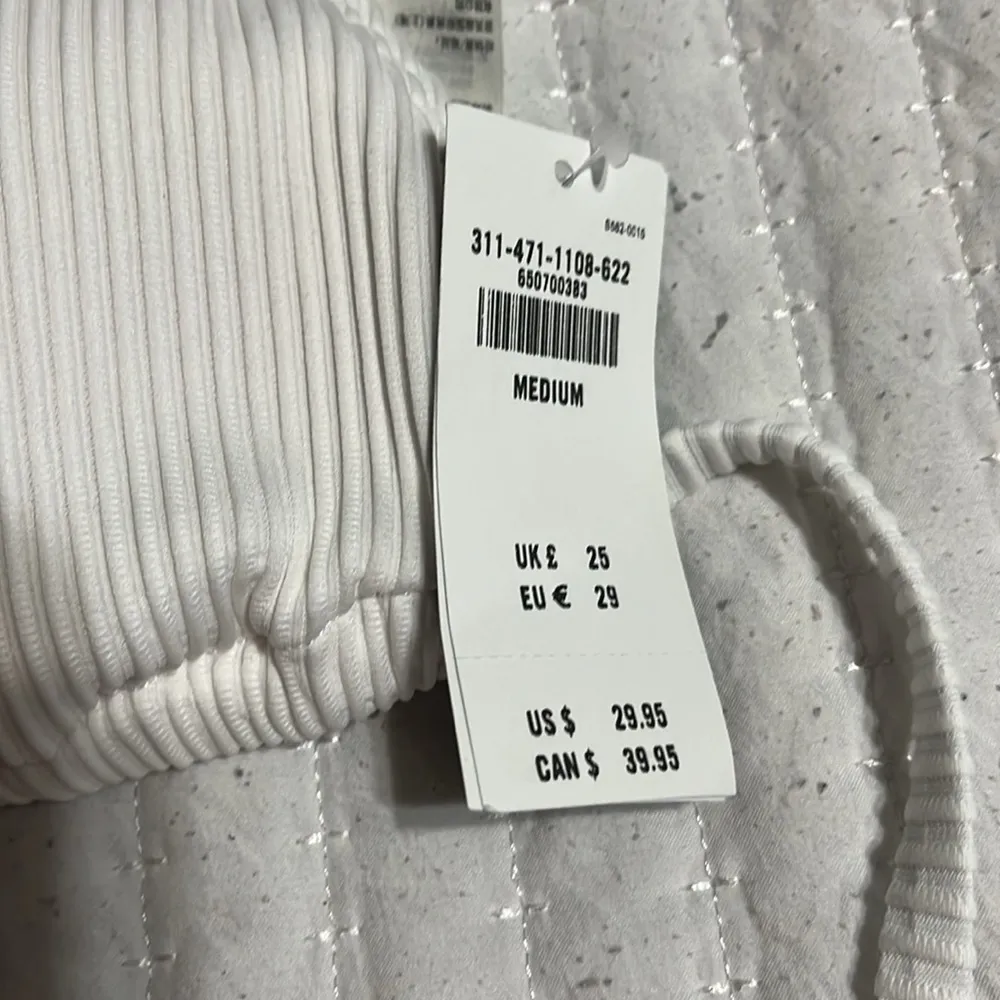 311-471-1108-622
650700383
MEDIUM
UK £ 25
EU € 29
US $ 29.95
CAN $ 39.95